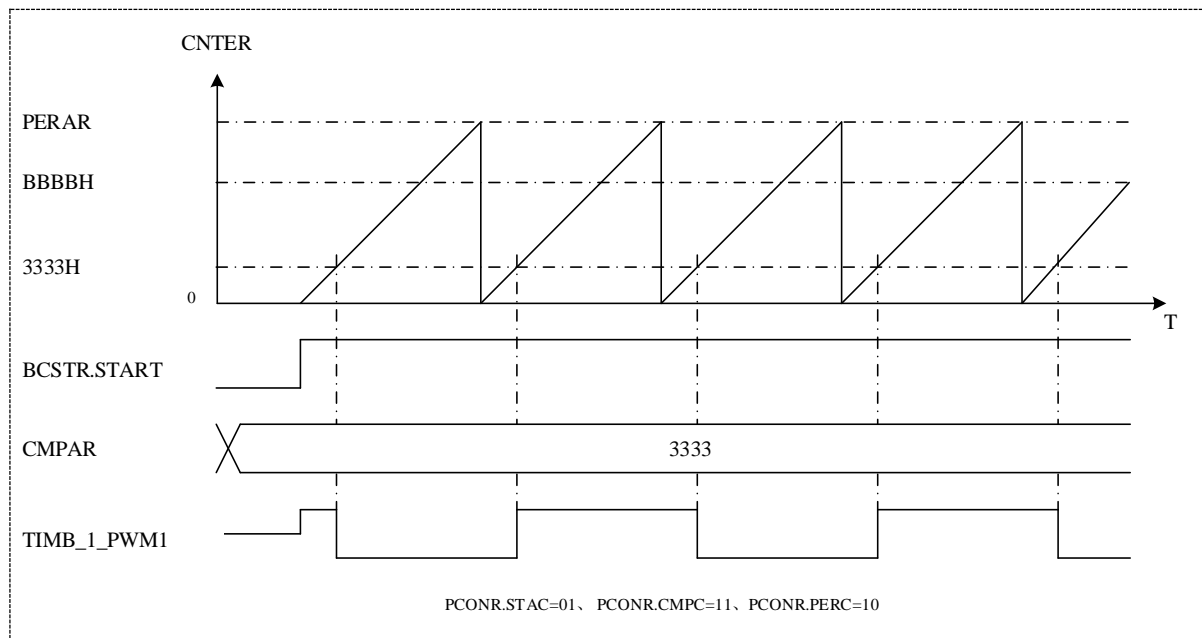 CNTER
PERAR
BBBBH
3333H
0
T
BCSTR.START
CMPAR
3333
TIMB_1_PWM1
PCONR.STAC=01、 PCONR.CMPC=11、PCONR.PERC=10